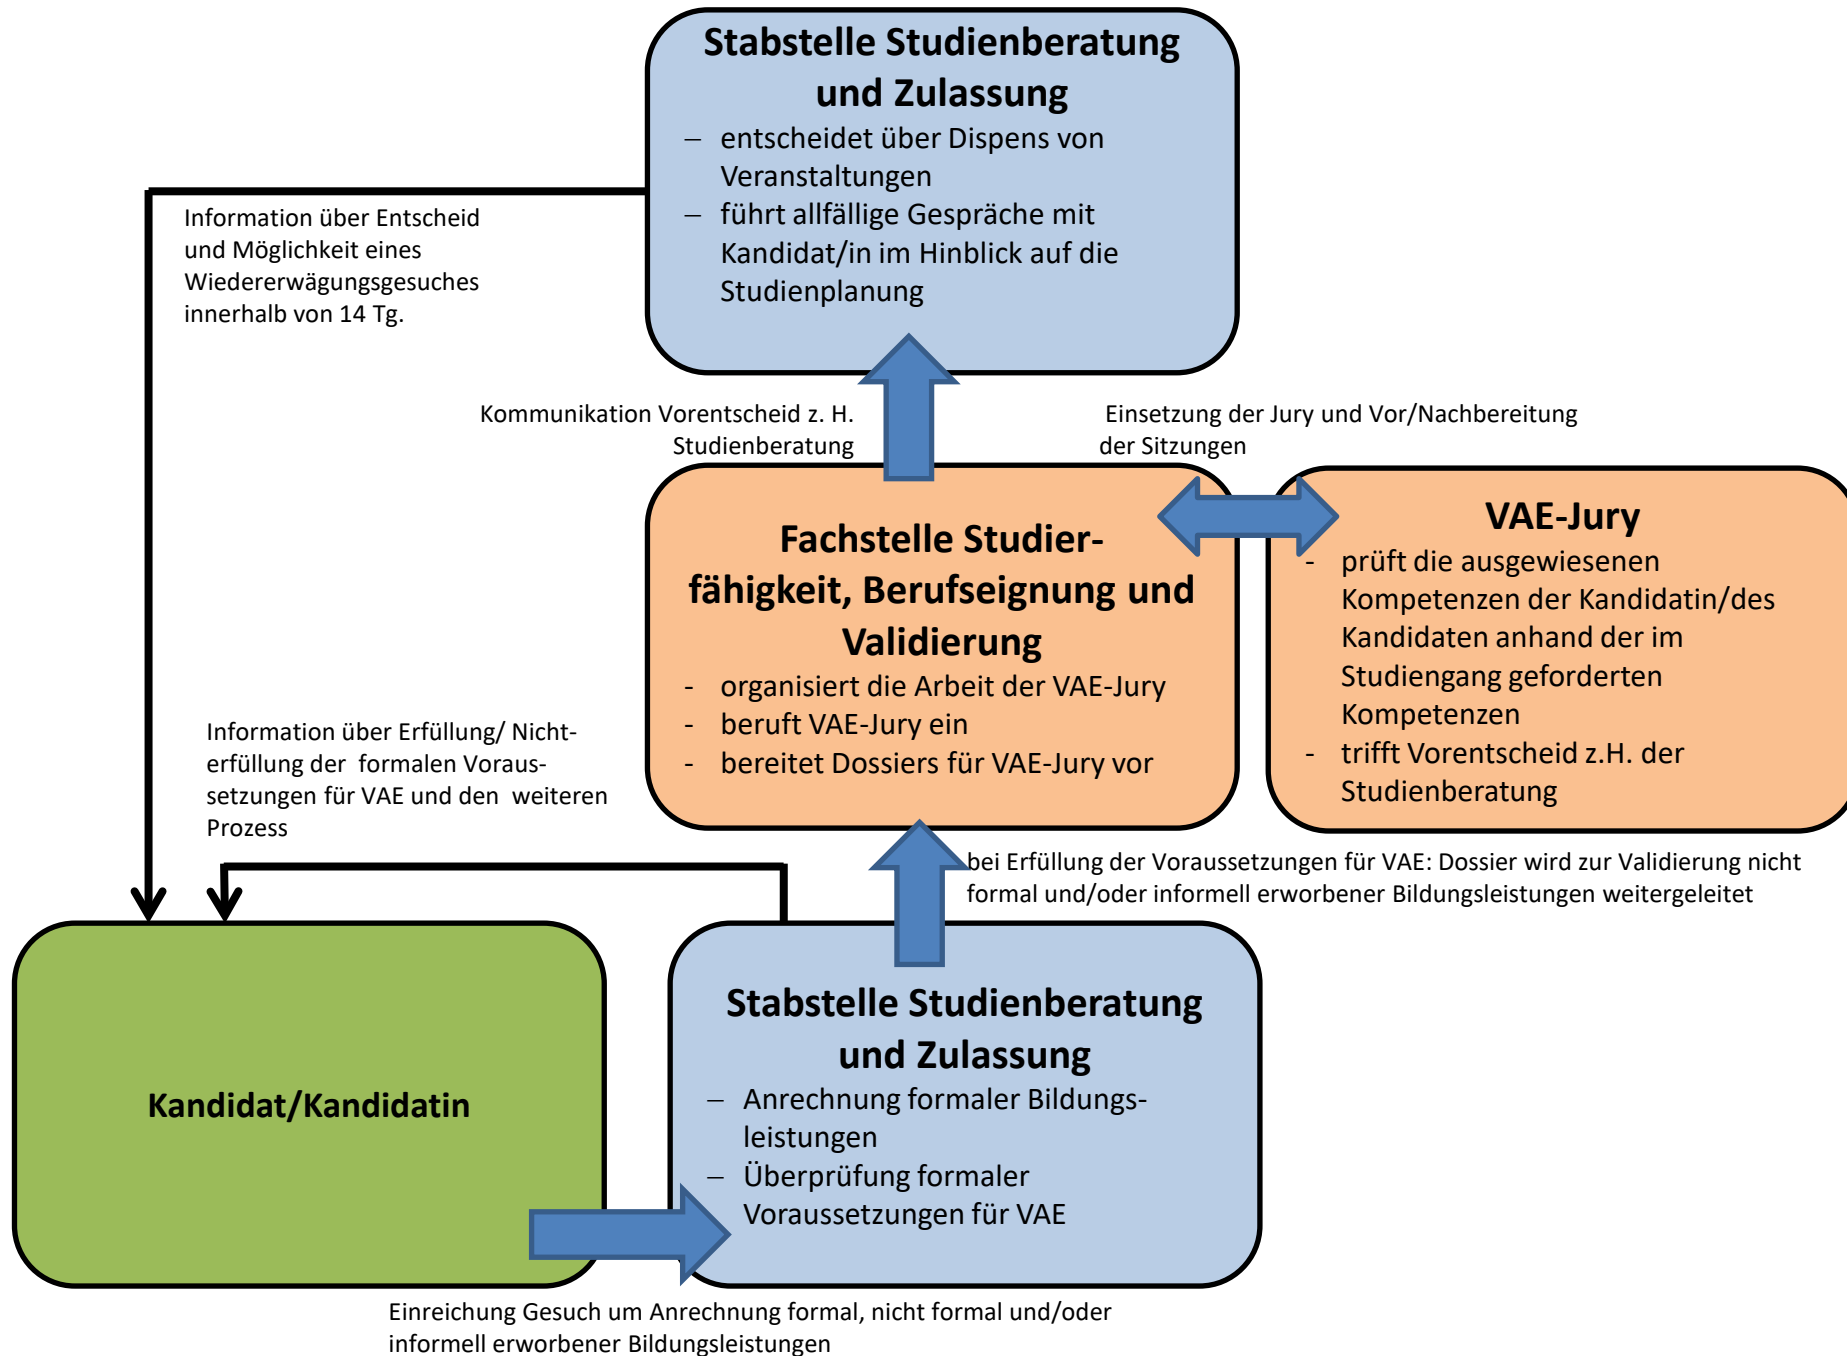 Stabstelle Studienberatung
und Zulassung
– entscheidet über Dispens von
Veranstaltungen
– führt allfällige Gespräche mit
Kandidat/in im Hinblick auf die
Studienplanung
Information über Entscheid
und Möglichkeit eines
Wiedererwägungsgesuches
innerhalb von 14 Tg.
Kommunikation Vorentscheid z. H.
Studienberatung
Einsetzung der Jury und Vor/Nachbereitung
der Sitzungen
Fachstelle Studier-
fähigkeit, Berufseignung und
Validierung
- organisiert die Arbeit der VAE-Jury
- beruft VAE-Jury ein
- bereitet Dossiers für VAE-Jury vor
VAE-Jury
- prüft die ausgewiesenen
Kompetenzen der Kandidatin/des
Kandidaten anhand der im
Studiengang geforderten
Kompetenzen
- trifft Vorentscheid z.H. der
Studienberatung
Information über Erfüllung/ Nicht-
erfüllung der formalen Voraus-
setzungen für VAE und den weiteren
Prozess
bei Erfüllung der Voraussetzungen für VAE: Dossier wird zur Validierung nicht
formal und/oder informell erworbener Bildungsleistungen weitergeleitet
Kandidat/Kandidatin
Stabstelle Studienberatung
und Zulassung
– Anrechnung formaler Bildungs-
leistungen
– Überprüfung formaler
Voraussetzungen für VAE
Einreichung Gesuch um Anrechnung formal, nicht formal und/oder
informell erworbener Bildungsleistungen